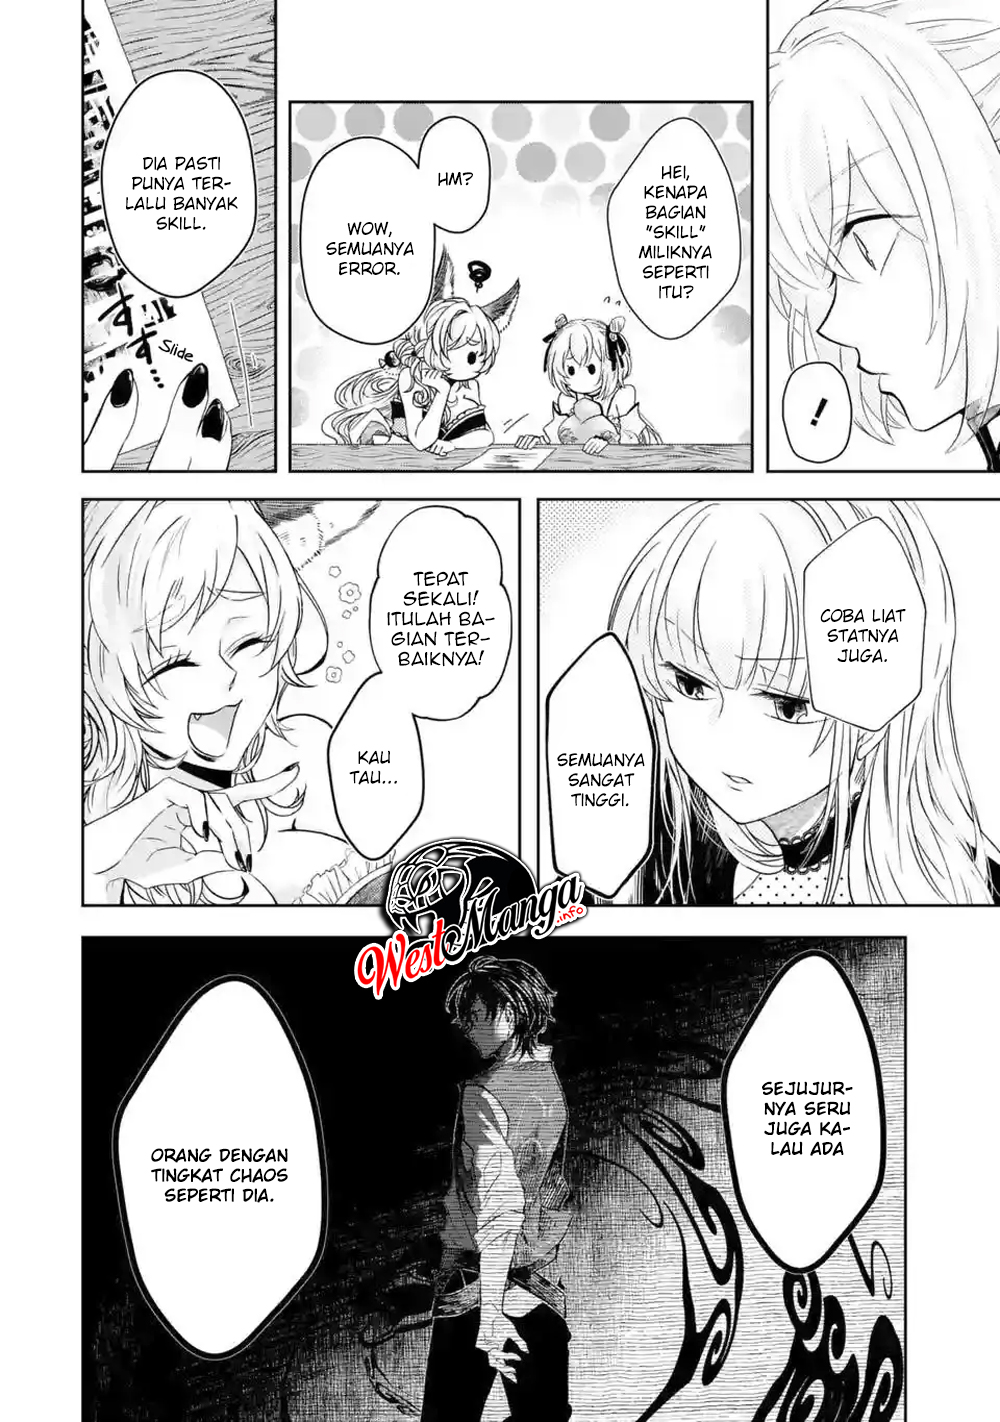 !
HEI,
KENAPA
BAGIAN
"SKILL"
MILIKNYA
SEPERTI
ITU?
HM?
WOW,
SEMUANYA
ERROR.
DIA PASTI
PUNYA TER-
LALU BANYAK
SKILL.
す
す
...
Slide
COBA LIAT
STATNYA
JUGA.
SEMUANYA
SANGAT
TINGGI.
TEPAT
SEKALI!
ITULAH BA-
GIAN TER-
BAIKNYA!
KAU
TAU...
WestManga
.info
SEJUJUR-
NYA SERU
JUGA KA-
LAU ADA
ORANG DENGAN
TINGKAT CHAOS
SEPERTI DIA.